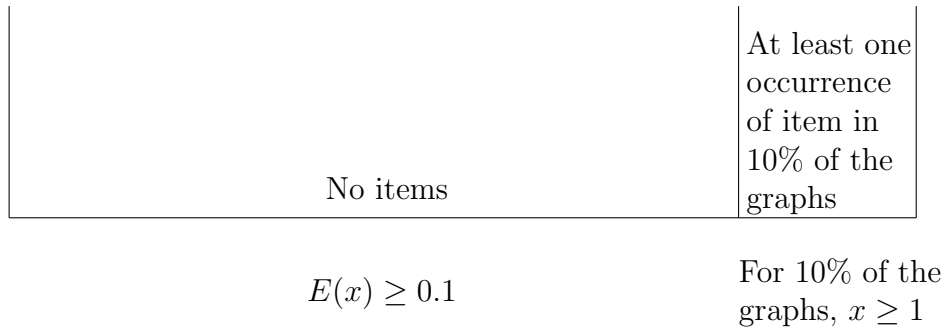 At least one
occurrence
of item in
10% of the
graphs
No items
E(x) ≥ 0.1
For 10% of the
graphs, x ≥ 1